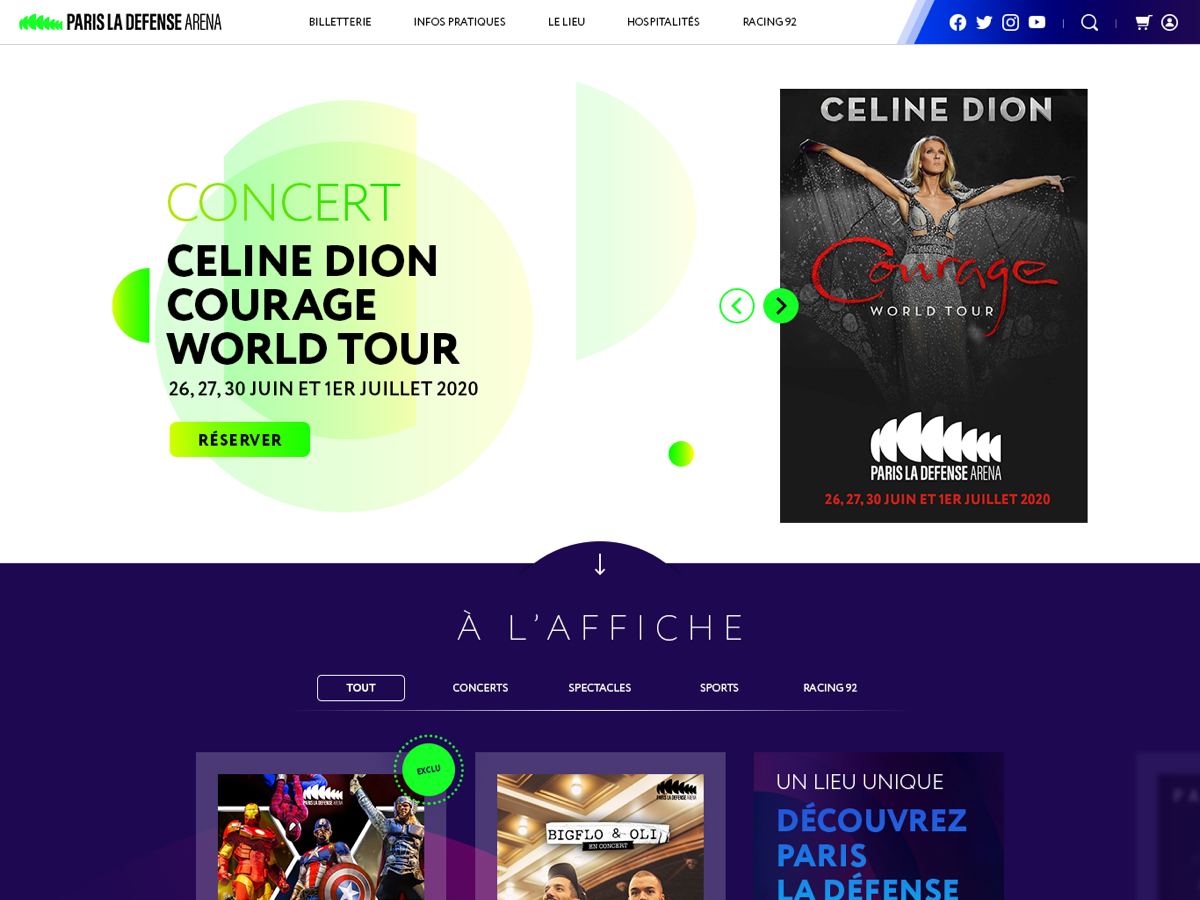 PARIS LA DEFENSE ARENA
BILLETTERIE
INFOS PRATIQUES
LE LIEU
HOSPITALITÉS
RACING 92
CONCERT
CELINE DION
COURAGE
WORLD TOUR
26, 27, 30 JUIN ET 1ER JUILLET 2020
RÉSERVER
CELINE DION
Courage
WORLD TOUR
PARIS LA DEFENSE ARENA
26, 27, 30 JUIN ET 1ER JUILLET 2020
À L'AFFICHE
TOUT
CONCERTS
SPECTACLES
SPORTS
RACING 92
EXCLU
PARIS LA DEFENSE ARENA
BIGFLO & OLI
EN CONCERT
PARIS LA DEFENSE ARENA
UN LIEU UNIQUE
DÉCOUVREZ
PARIS
LA DÉFENSE